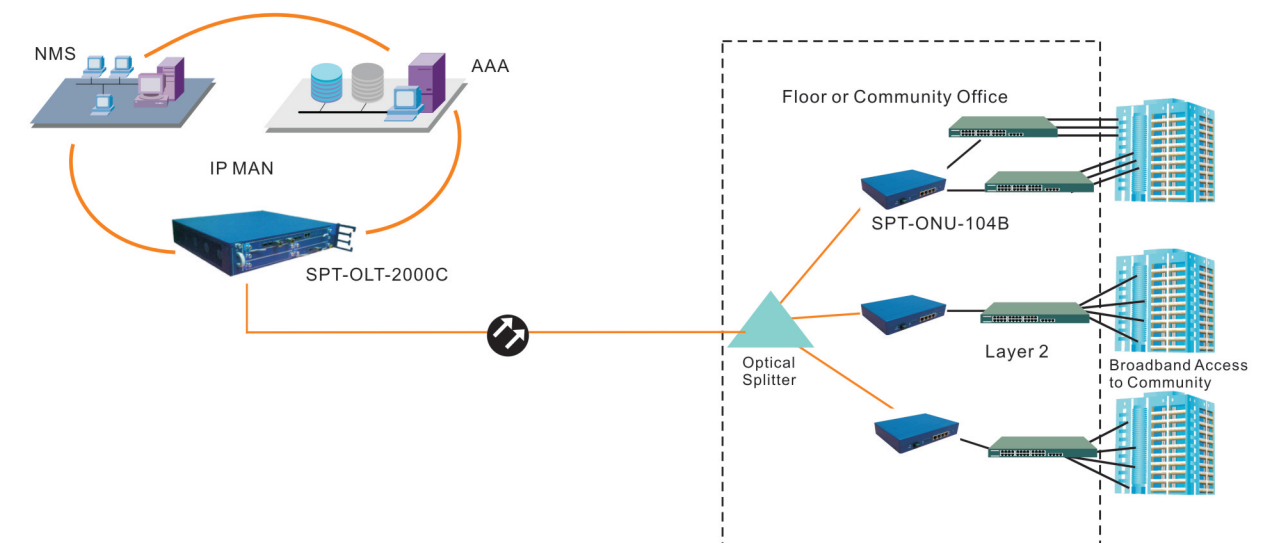 NMS
AAA
IP MAN
SPT-OLT-2000C
Floor or Community Office
SPT-ONU-104B
Optical
Splitter
Layer 2
Broadband Access
to Community